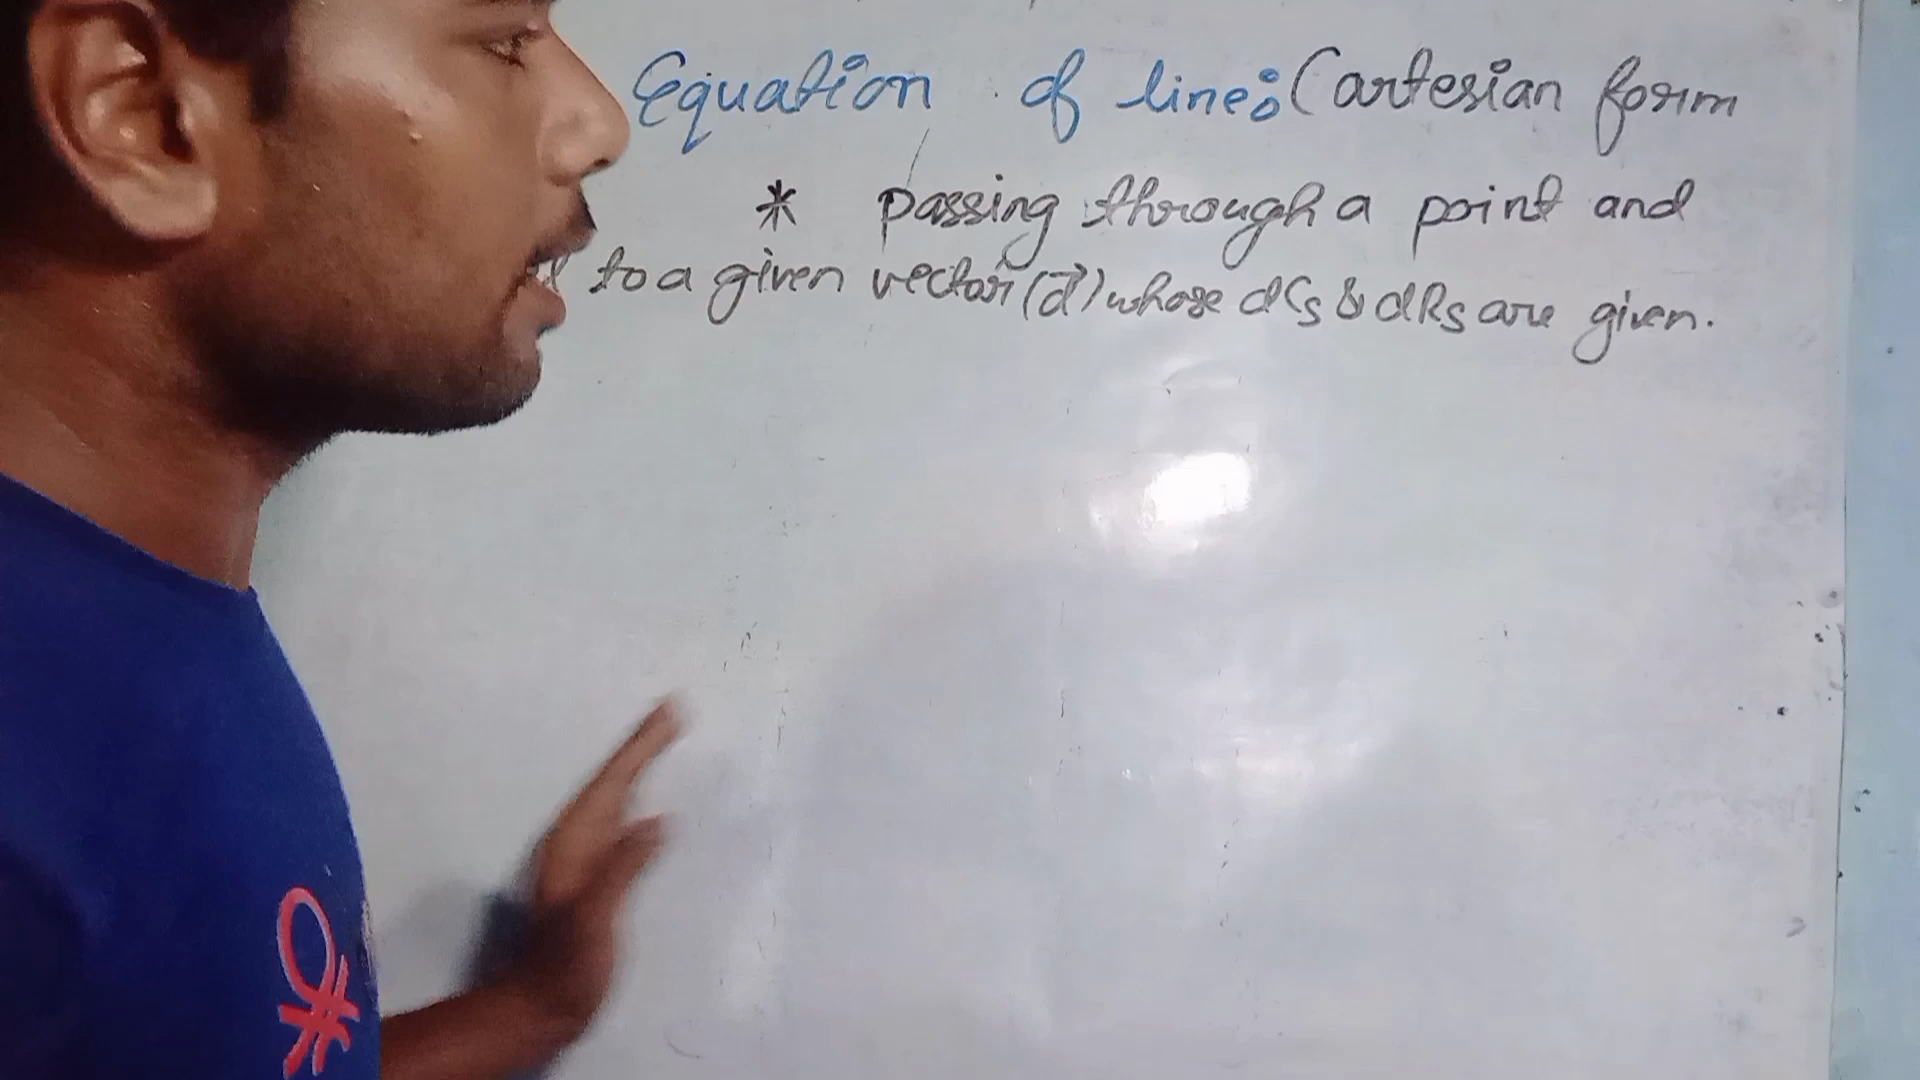 Equation of line: Cartesian form
* Passing through a point and
to a given vector (d⃗) whose dCs & dRs are given.